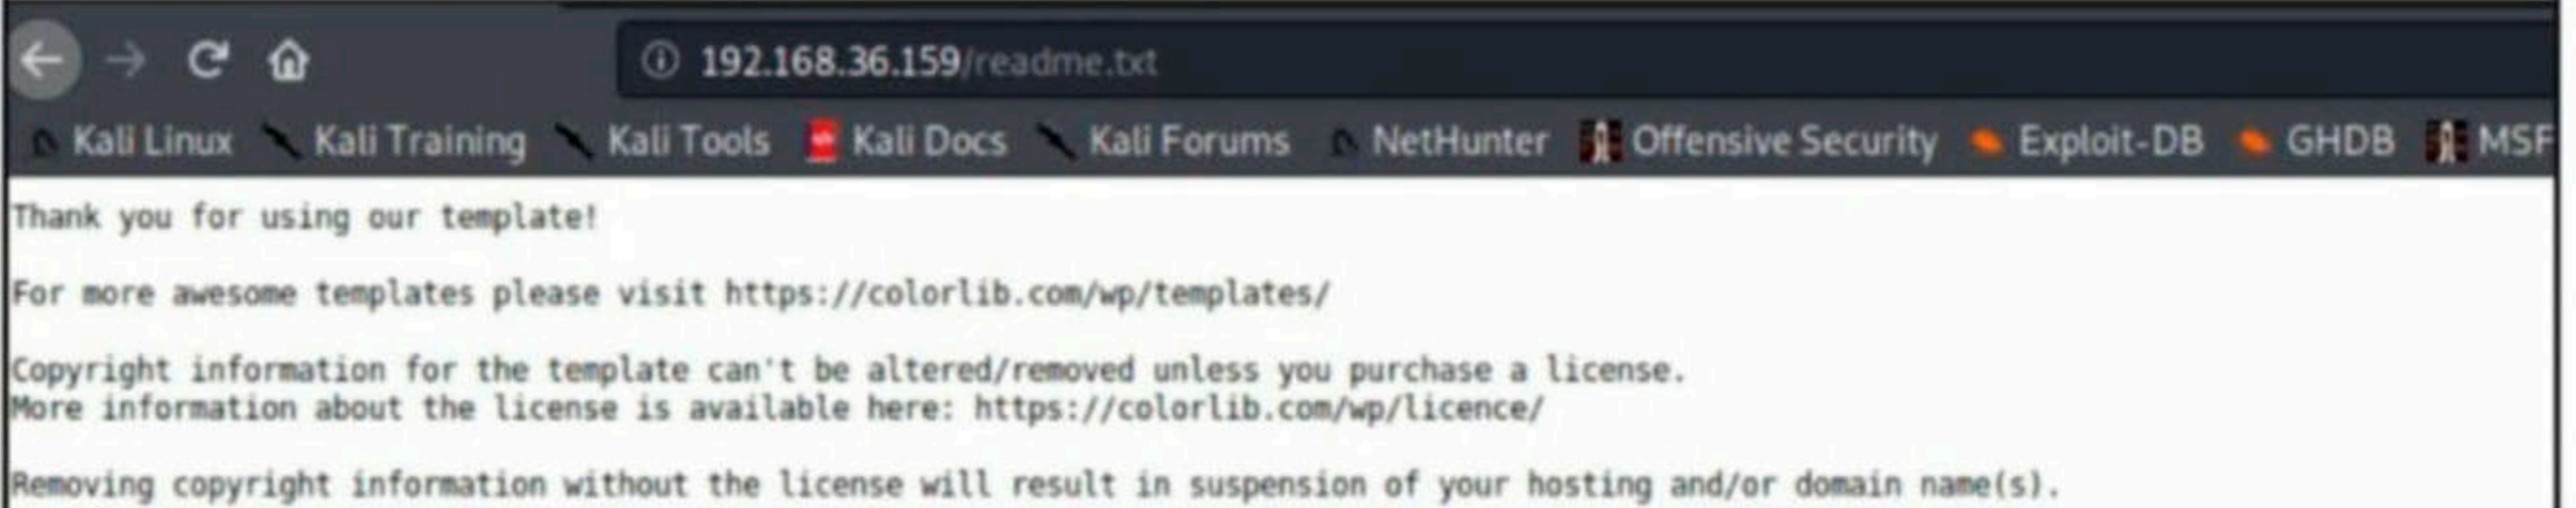 192.168.36.159/readme.txt
Kali Linux Kali Training Kali Tools Kali Docs Kali Forums NetHunter Offensive Security Exploit-DB GHDB MSF
Thank you for using our template!
For more awesome templates please visit https://colorlib.com/wp/templates/
Copyright information for the template can't be altered/removed unless you purchase a license.
More information about the license is available here: https://colorlib.com/wp/licence/
Removing copyright information without the license will result in suspension of your hosting and/or domain name(s).